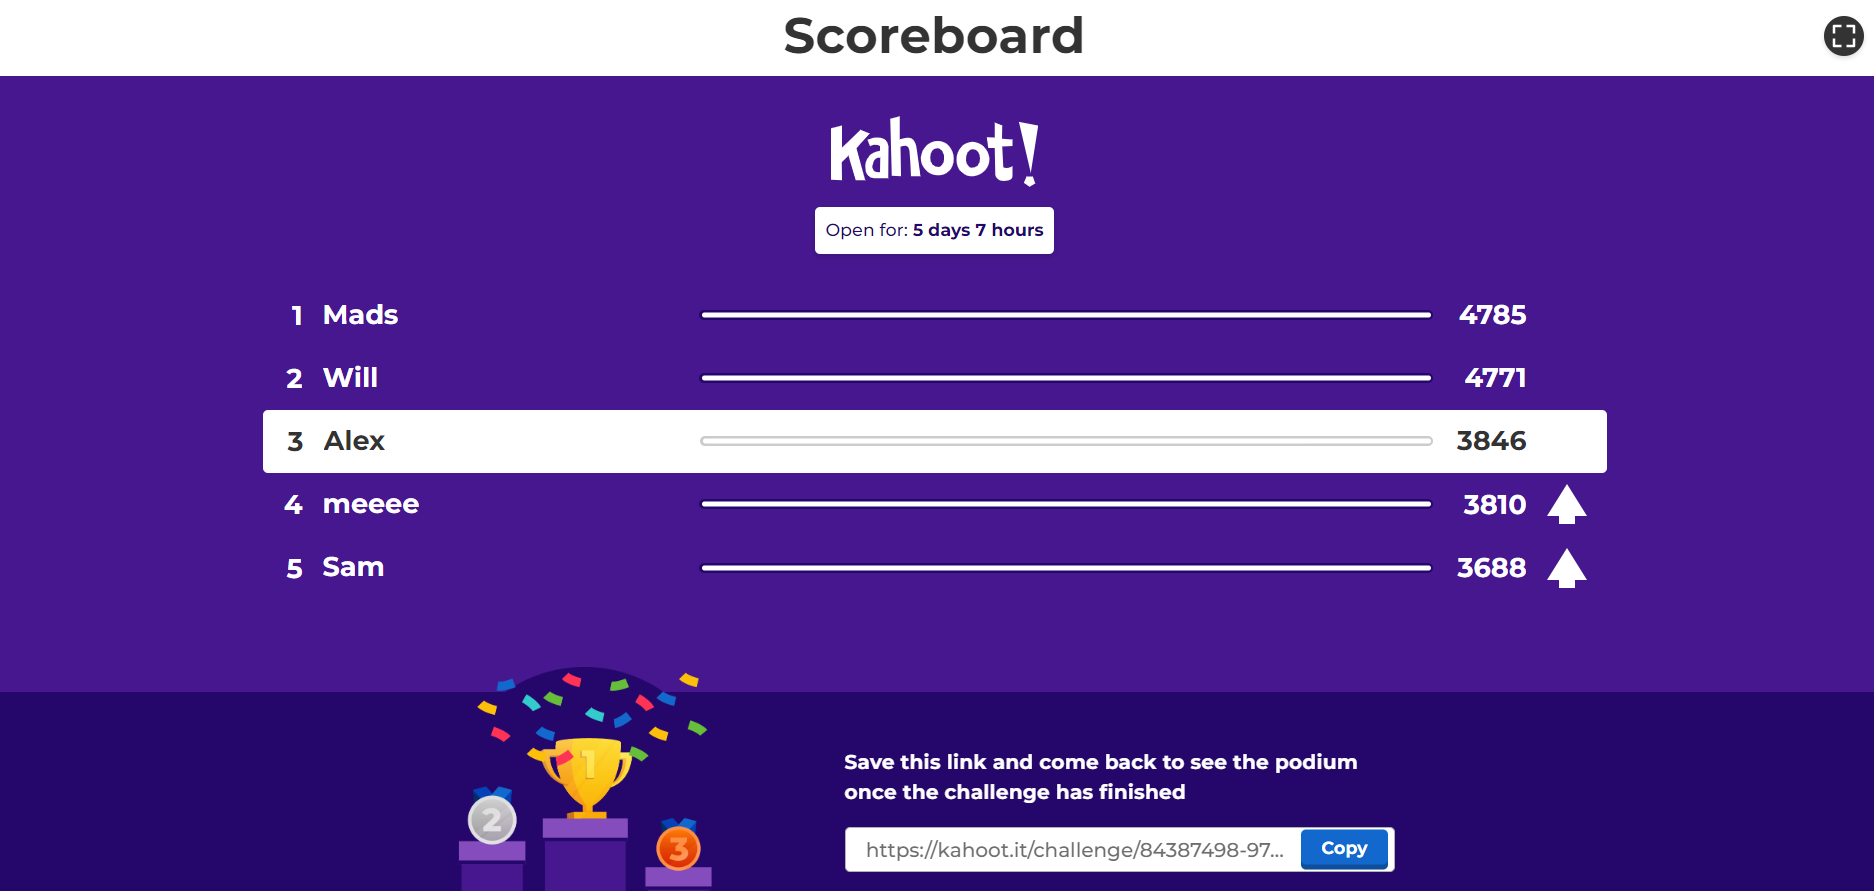 Scoreboard
Kahoot!
Open for: 5 days 7 hours
1 Mads 4785
2 Will 4771
3 Alex 3846
4 meeee 3810
5 Sam 3688
1
2
3
Save this link and come back to see the podium
once the challenge has finished
https://kahoot.it/challenge/84387498-97... Copy